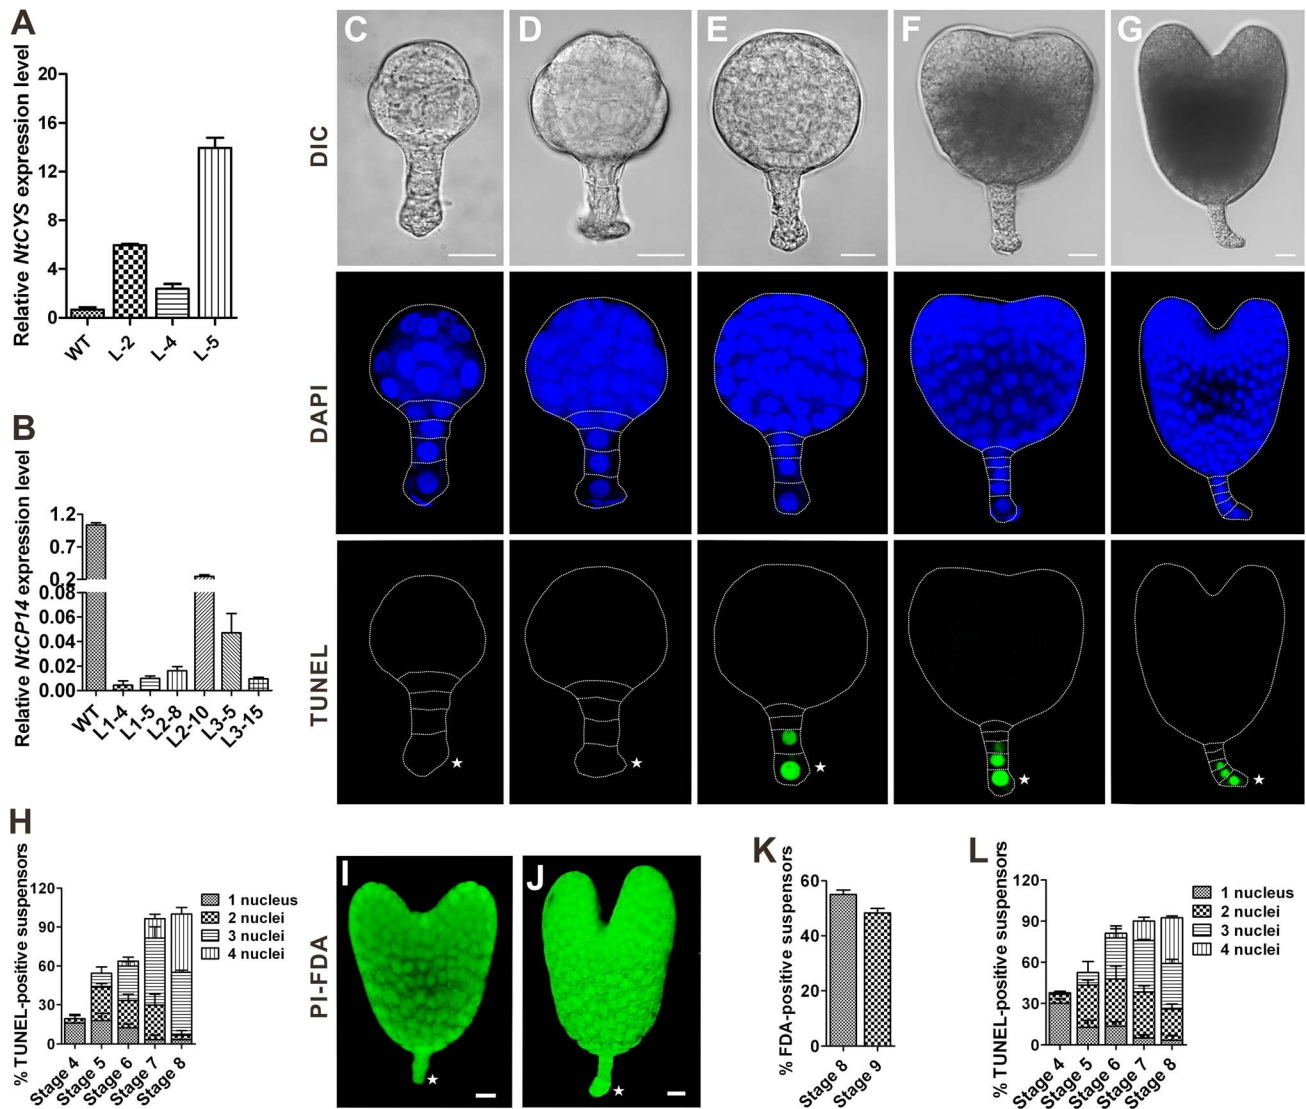 A
Relative NtCYS expression level
20
16
12
8
4
0
WT
L-2
L-4
L-5
B
Relative NtCP14 expression level
1.2
0.7
0.2
0.08
0.06
0.04
0.02
0.00
WT
L1-4
L1-5
L2-8
L2-10
L3-5
L3-15
C
D
E
F
G
DIC
DAPI
TUNEL
H
% TUNEL-positive suspensors
120
90
60
30
0
Stage 4
Stage 5
Stage 6
Stage 7
Stage 8
1 nucleus
2 nuclei
3 nuclei
4 nuclei
PI-FDA
I
J
K
% FDA-positive suspensors
60
40
20
0
Stage 8
Stage 9
L
% TUNEL-positive suspensors
120
90
60
30
0
Stage 4
Stage 5
Stage 6
Stage 7
Stage 8
1 nucleus
2 nuclei
3 nuclei
4 nuclei